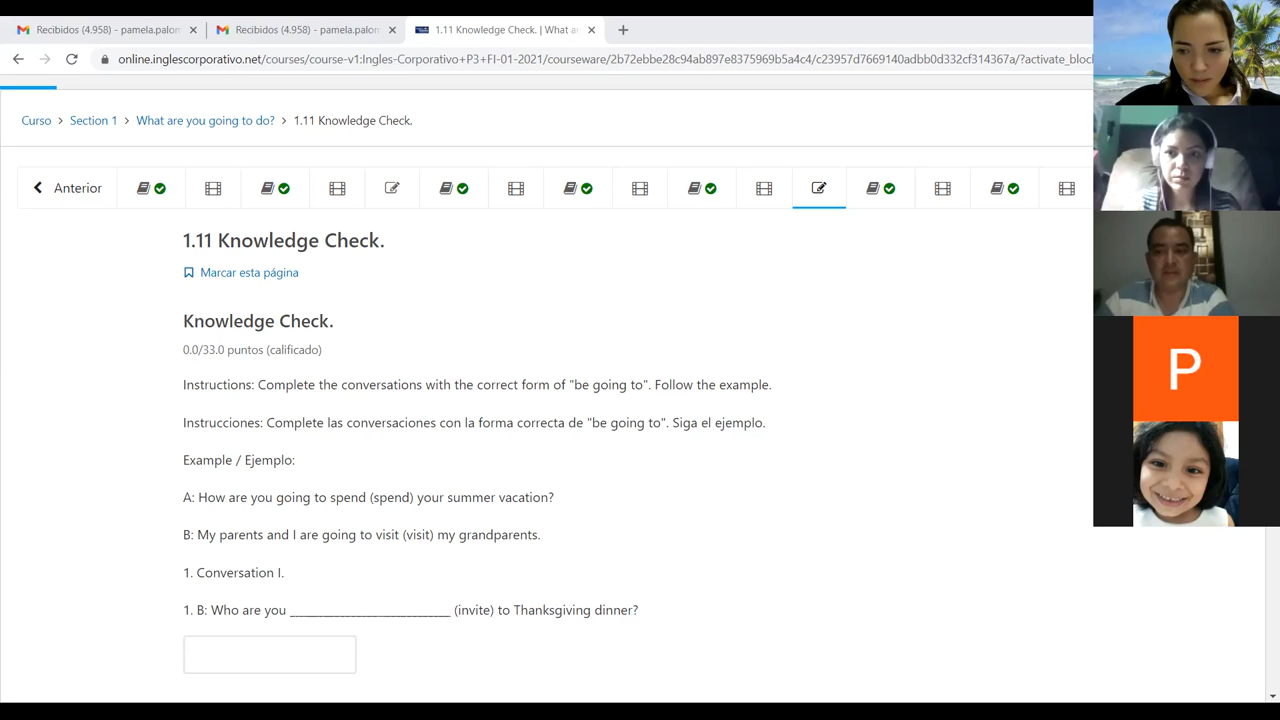 Recibidos (4.958) - pamela.palom
Recibidos (4.958) - pamela.palom
1.11 Knowledge Check. | What a
online.inglescorporativo.net/courses/course-v1:Ingles-Corporativo+P3+FI-01-2021/courseware/2b72ebbe28c94ab897e8375969b5a4c4/c23957d7669140adbb0d332cf314367a/?activate_bloc
Curso > Section 1 > What are you going to do? > 1.11 Knowledge Check.
Anterior
1.11 Knowledge Check.
Marcar esta página
Knowledge Check.
0.0/33.0 puntos (calificado)
Instructions: Complete the conversations with the correct form of "be going to". Follow the example.
Instrucciones: Complete las conversaciones con la forma correcta de "be going to". Siga el ejemplo.
Example / Ejemplo:
A: How are you going to spend (spend) your summer vacation?
B: My parents and I are going to visit (visit) my grandparents.
1. Conversation I.
1. B: Who are you __________________________ (invite) to Thanksgiving dinner?
P